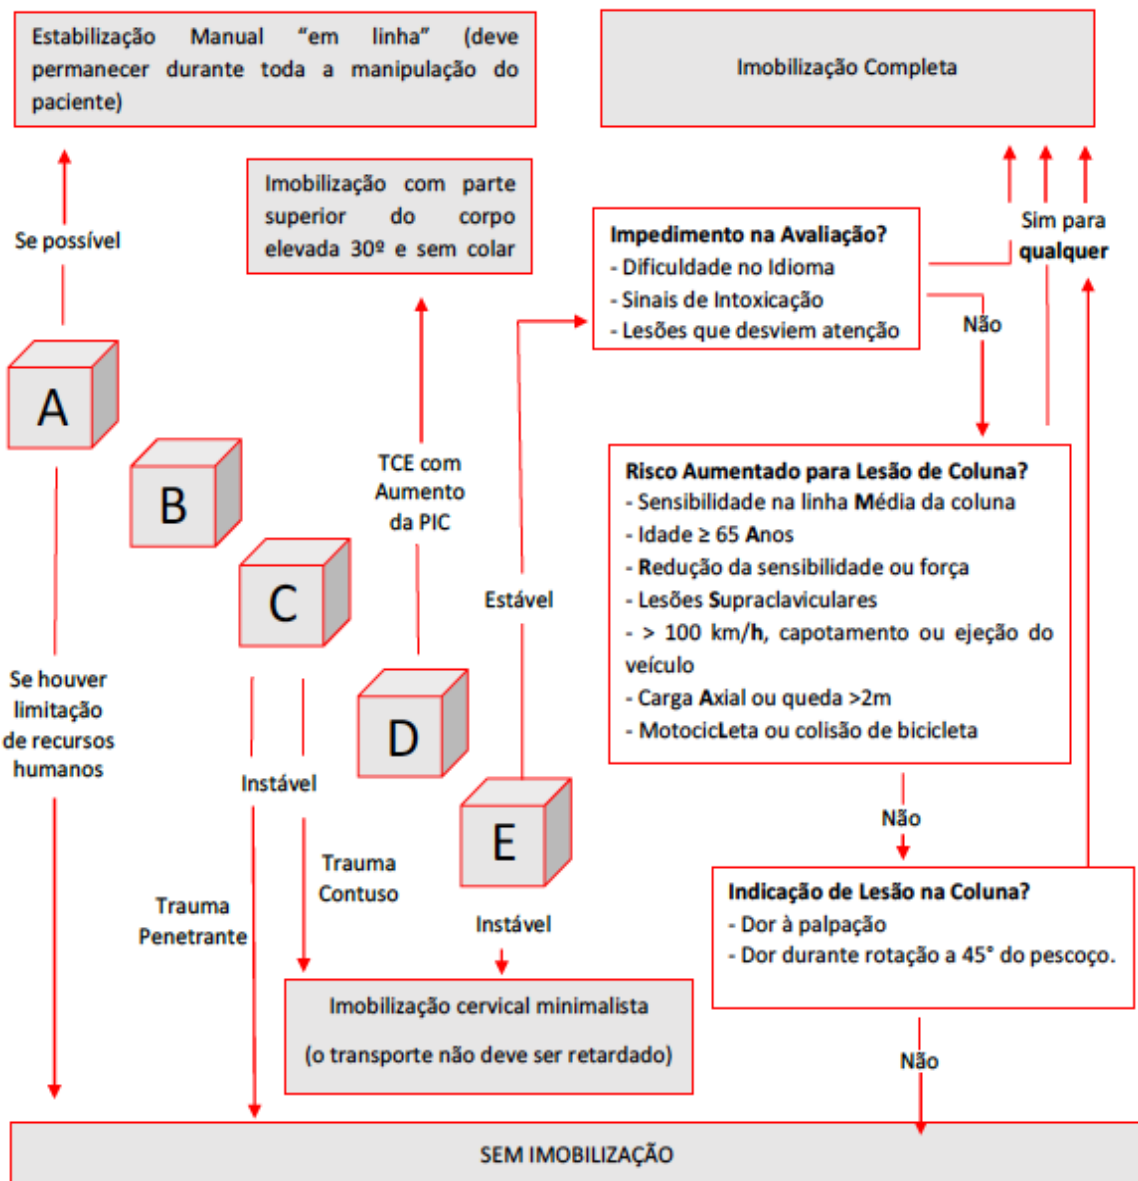 Estabilização Manual “em linha” (deve
permanecer durante toda a manipulação do
paciente)
Imobilização Completa
Imobilização com parte
superior do corpo
elevada 30º e sem colar
Se possível
Impedimento na Avaliação?
- Dificuldade no Idioma
- Sinais de Intoxicação
- Lesões que desviem atenção
Sim para
qualquer
Não
A
B
C
TCE com
Aumento
da PIC
Estável
Risco Aumentado para Lesão de Coluna?
- Sensibilidade na linha Média da coluna
- Idade ≥ 65 Anos
- Redução da sensibilidade ou força
- Lesões Supraclaviculares
- > 100 km/h, capotamento ou ejeção do
veículo
- Carga Axial ou queda >2m
- MotocicLeta ou colisão de bicicleta
Se houver
limitação
de recursos
humanos
D
Instável
E
Não
Trauma
Contuso
Trauma
Penetrante
Instável
Indicação de Lesão na Coluna?
- Dor à palpação
- Dor durante rotação a 45° do pescoço.
Imobilização cervical minimalista
(o transporte não deve ser retardado)
Não
SEM IMOBILIZAÇÃO